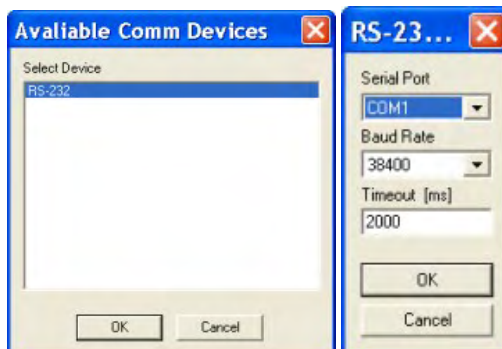 Avaliable Comm Devices
Select Device
RS-232
OK
Cancel
RS-23...
Serial Port
COM1
Baud Rate
38400
Timeout [ms]
2000
OK
Cancel